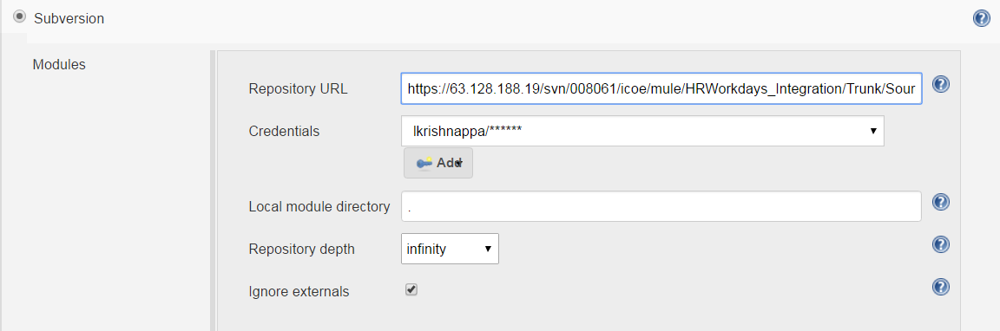 Subversion
Modules
Repository URL https://63.128.188.19/svn/008061/icoe/mule/HRWorkdays_Integration/Trunk/Sour
Credentials lkrishnappa/******
Add
Local module directory .
Repository depth infinity
Ignore externals